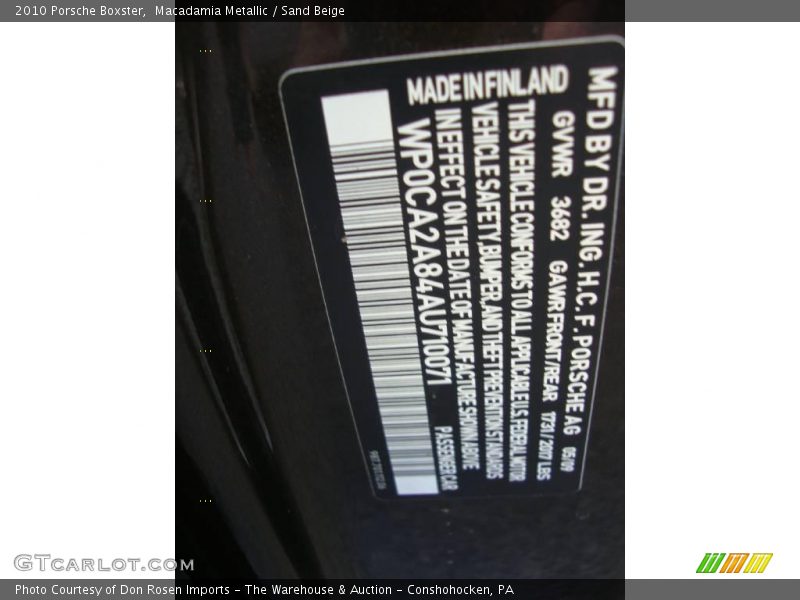 2010 Porsche Boxster,  Macadamia Metallic / Sand Beige
MFD BY DR. ING. H.C. F. PORSCHE AG 05/09
GVWR 3682 GAWR FRONT/REAR 1731/2017 LBS
THIS VEHICLE CONFORMS TO ALL APPLICABLE U.S. FEDERAL MOTOR
VEHICLE SAFETY, BUMPER, AND THEFT PREVENTION STANDARDS
IN EFFECT ON THE DATE OF MANUFACTURE SHOWN ABOVE
WP0CA2A84AU710071 PASSENGER CAR
MADE IN FINLAND
GTcarlot.com
Photo Courtesy of Don Rosen Imports - The Warehouse & Auction - Conshohocken, PA